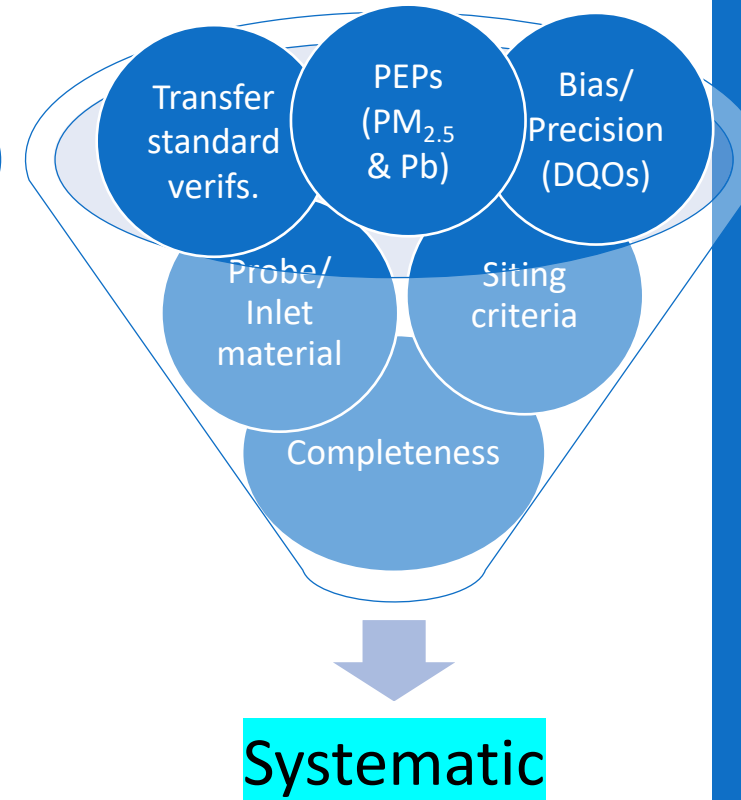 Transfer
standard
verifs.
PEPs
(PM₂.₅
& Pb)
Bias/
Precision
(DQOs)
Probe/
Inlet
material
Siting
criteria
Completeness
Systematic